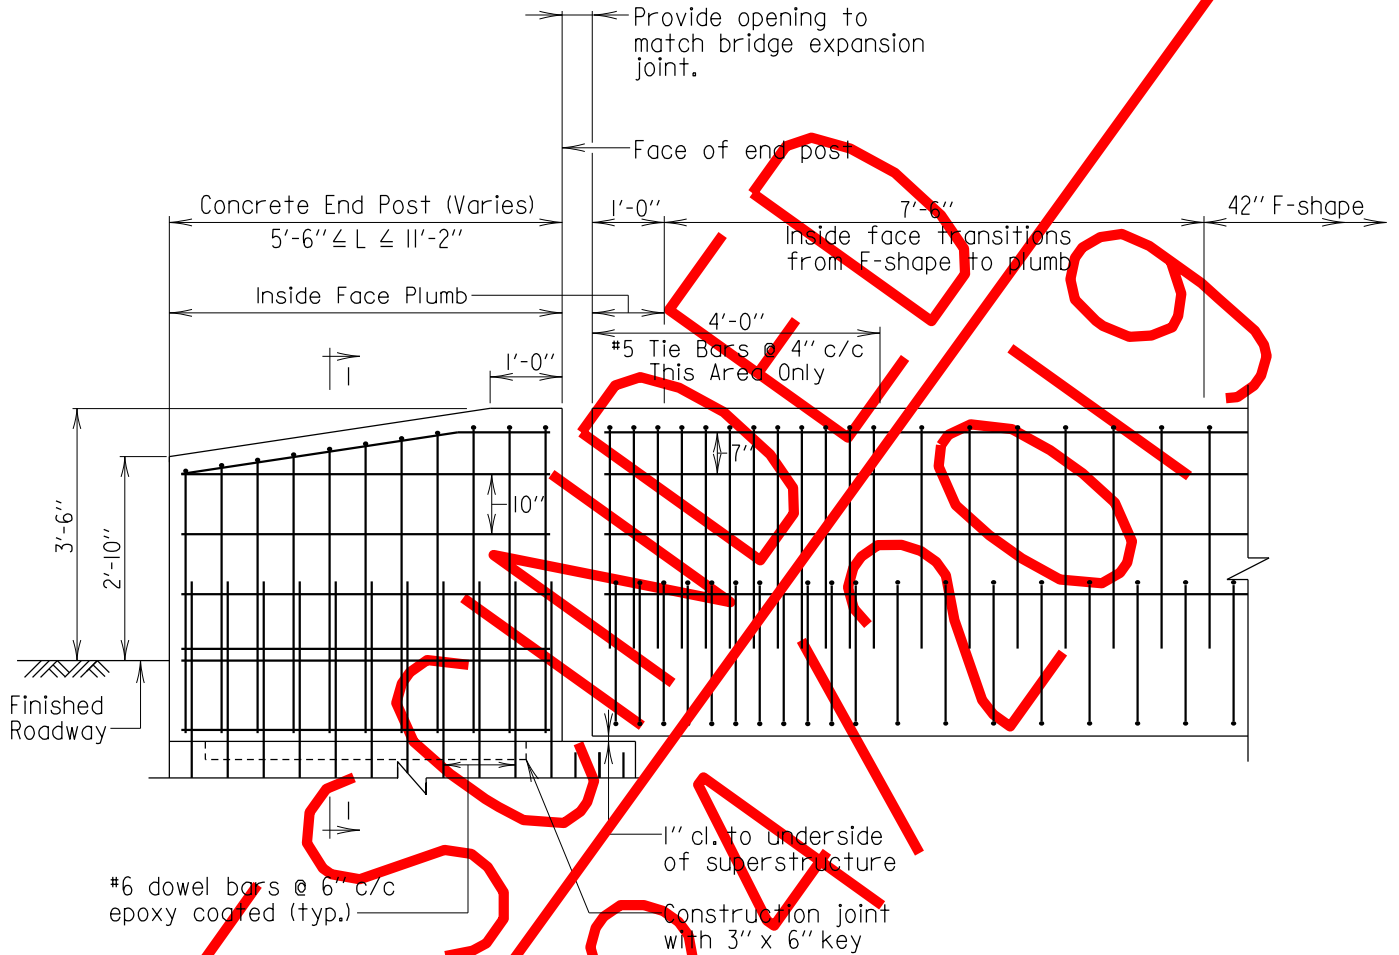 Provide opening to
match bridge expansion
joint.
Face of end post
Concrete End Post (Varies)
5'-6" ≤ L ≤ 11'-2"
1'-0"
7'-6"
42" F-shape
Inside face transitions
from F-shape to plumb
Inside Face Plumb
4'-0"
#5 Tie Bars @ 4" c/c
This Area Only
1'-0"
1
7"
10"
3'-6"
2'-10"
Finished
Roadway
1
1" cl. to underside
of superstructure
#6 dowel bars @ 6" c/c
epoxy coated (typ.)
Construction joint
with 3" x 6" key